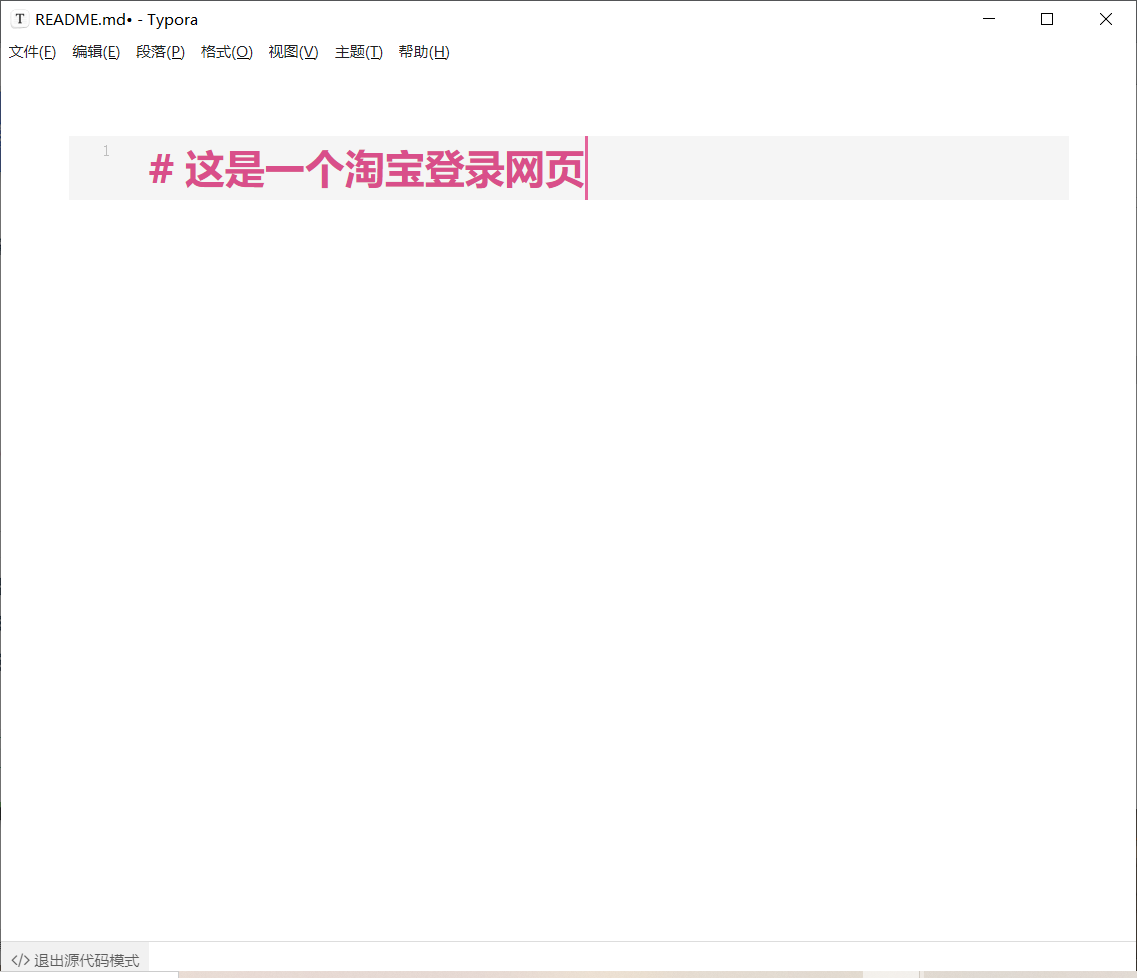 T README.md• - Typora
文件(F) 编辑(E) 段落(P) 格式(O) 视图(V) 主题(T) 帮助(H)
1 # 这是一个淘宝登录网页
</> 退出源代码模式